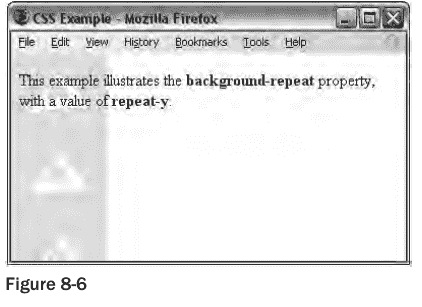 CSS Example - Mozilla Firefox
File Edit View History Bookmarks Tools Help
This example illustrates the background-repeat property,
with a value of repeat-y.
Figure 8-6